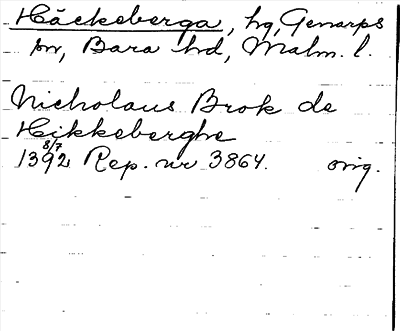 Häckeberga, hg, Genarps
sn, Bara hd, Malm. l.
Nicholaus Brok de
Hikkeberghe
1392 8/7 Rep. nr 3864. orig.